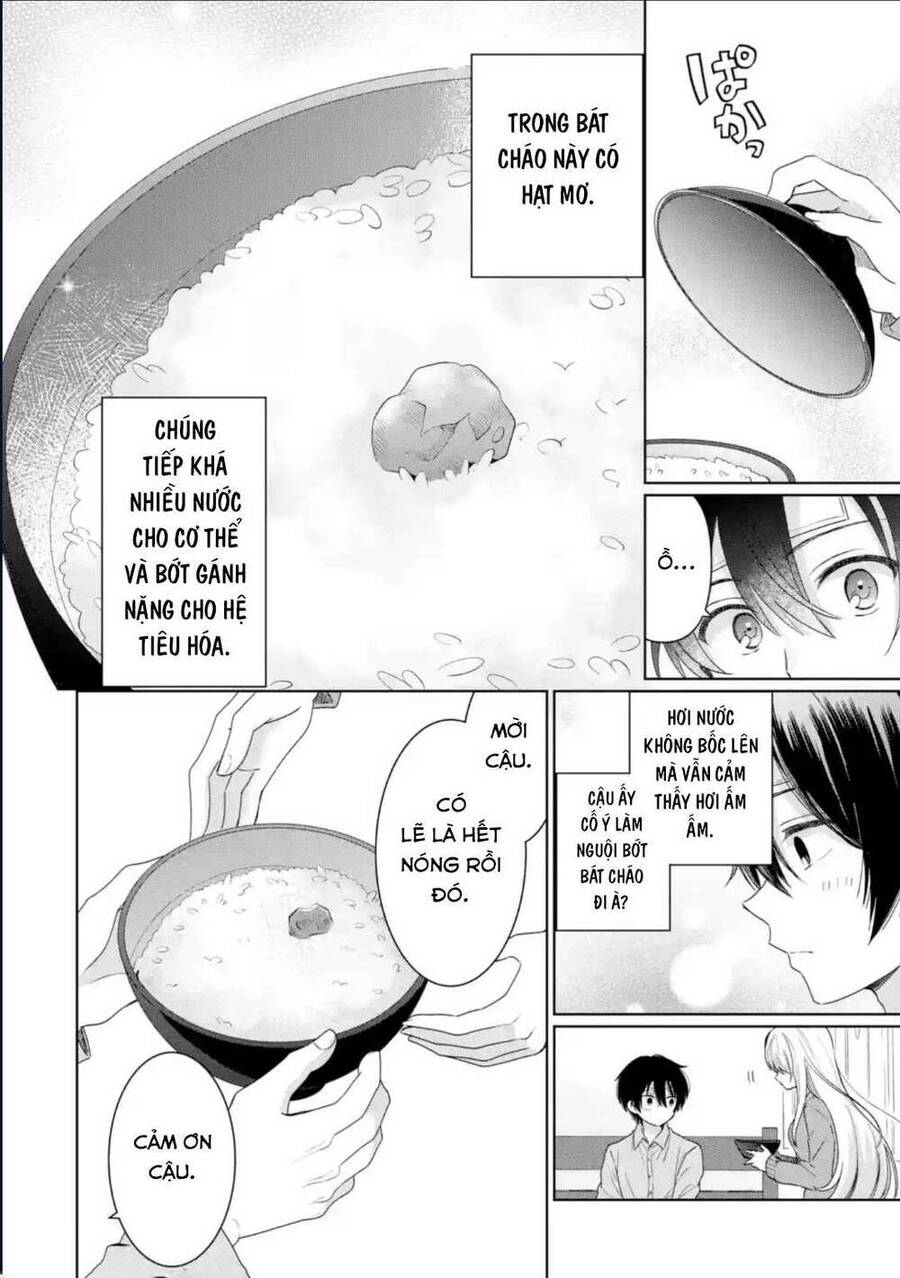 ぱかっ
TRONG BÁT
CHÁO NÀY CÓ
HẠT MƠ.
CHÚNG
TIẾP KHÁ
NHIỀU NƯỚC
CHO CƠ THỂ
VÀ BỚT GÁNH
NẶNG CHO HỆ
TIÊU HÓA.
Ồ...
HƠI NƯỚC
KHÔNG BỐC LÊN
MÀ VẪN CẢM
THẤY HƠI ẤM
ẤM.
CẬU ẤY
CỐ Ý LÀM
NGUỘI BỚT
BÁT CHÁO
ĐI À?
MỜI
CẬU.
CÓ
LẼ LÀ HẾT
NÓNG RỒI
ĐÓ.
CẢM ƠN
CẬU.